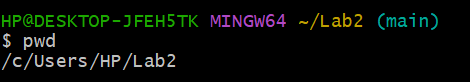 HP@DESKTOP-JFEH5TK MINGW64 ~/Lab2 (main)
$ pwd
/c/Users/HP/Lab2